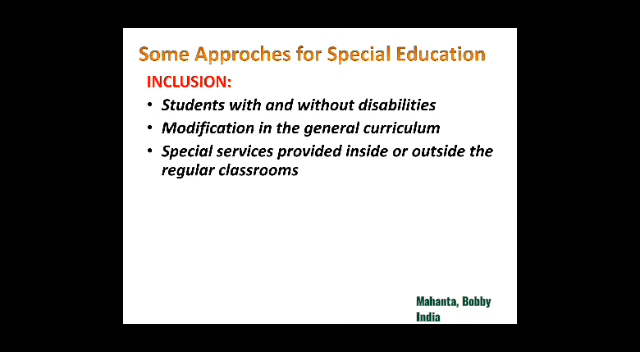 Some Approches for Special Education
INCLUSION:
• Students with and without disabilities
• Modification in the general curriculum
• Special services provided inside or outside the
regular classrooms
Mahanta, Bobby
India